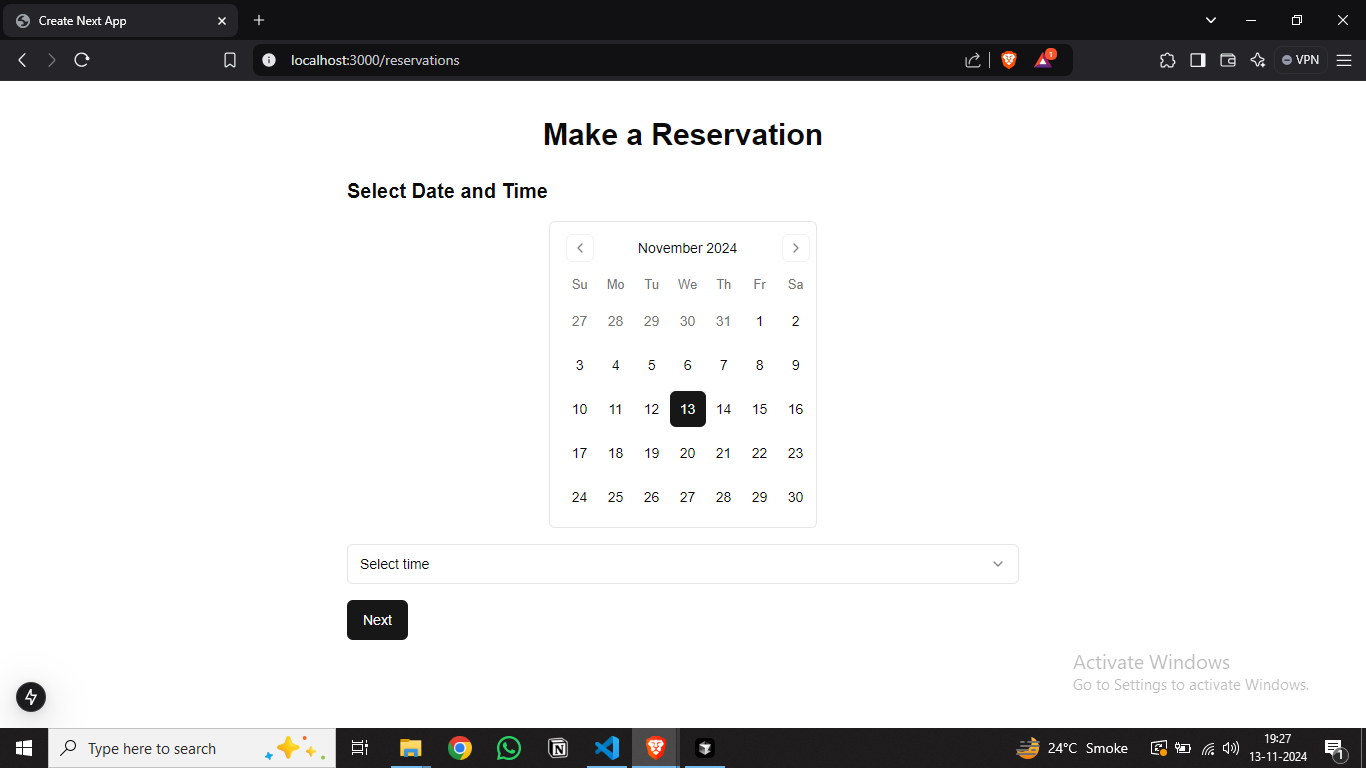 Create Next App
localhost:3000/reservations
1
VPN
Make a Reservation
Select Date and Time
November 2024
Su Mo Tu We Th Fr Sa
27 28 29 30 31 1 2
3 4 5 6 7 8 9
10 11 12 13 14 15 16
17 18 19 20 21 22 23
24 25 26 27 28 29 30
Select time
Next
Activate Windows
Go to Settings to activate Windows.
Type here to search
24°C Smoke
19:27
13-11-2024
1